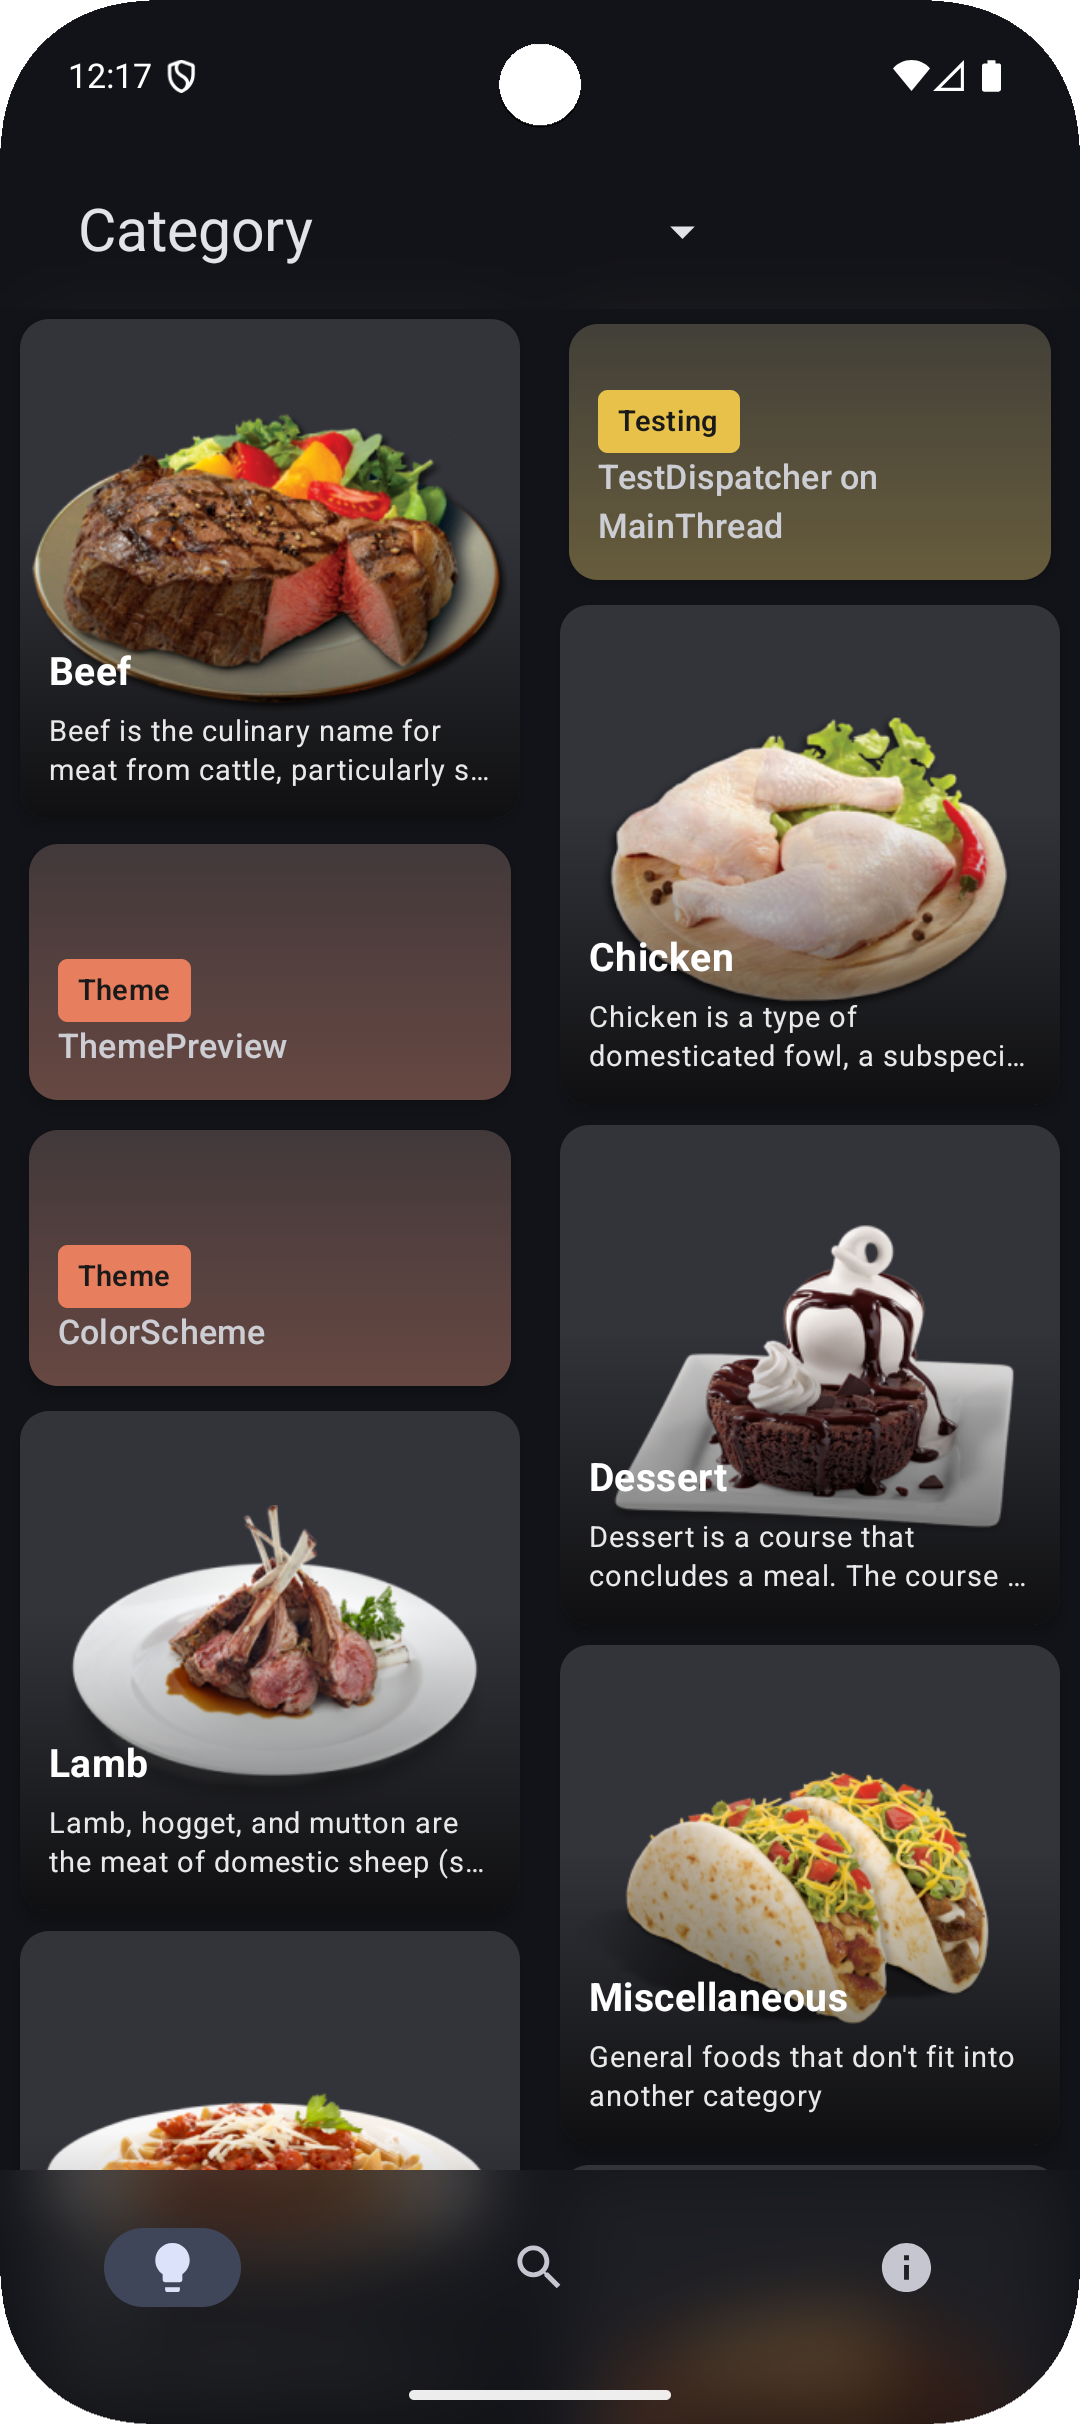 12:17
Category
Beef
Beef is the culinary name for
meat from cattle, particularly s…
Testing
TestDispatcher on
MainThread
Theme
ThemePreview
Chicken
Chicken is a type of
domesticated fowl, a subspeci…
Theme
ColorScheme
Dessert
Dessert is a course that
concludes a meal. The course …
Lamb
Lamb, hogget, and mutton are
the meat of domestic sheep (s…
Miscellaneous
General foods that don't fit into
another category